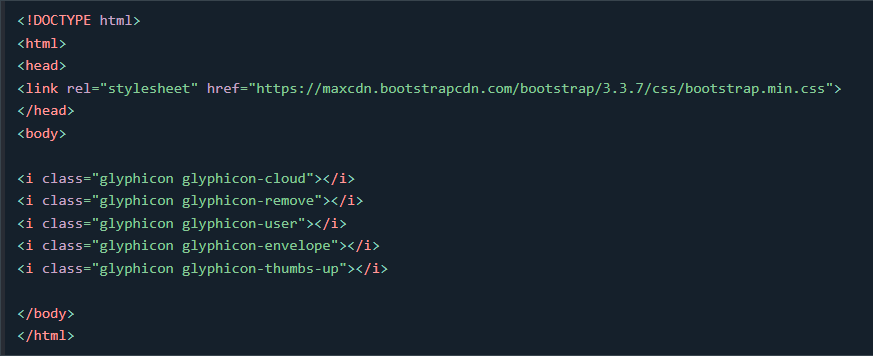 <!DOCTYPE html>
<html>
<head>
<link rel="stylesheet" href="https://maxcdn.bootstrapcdn.com/bootstrap/3.3.7/css/bootstrap.min.css">
</head>
<body>
<i class="glyphicon glyphicon-cloud"></i>
<i class="glyphicon glyphicon-remove"></i>
<i class="glyphicon glyphicon-user"></i>
<i class="glyphicon glyphicon-envelope"></i>
<i class="glyphicon glyphicon-thumbs-up"></i>
</body>
</html>